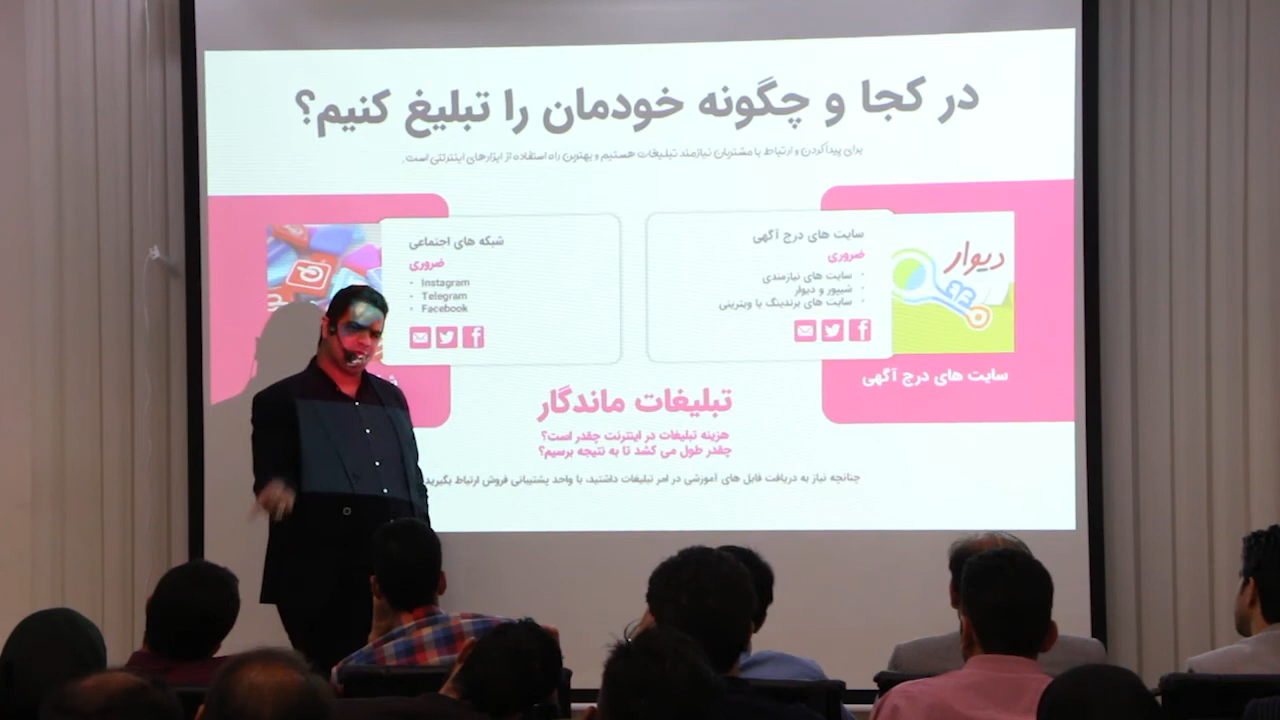 در کجا و چگونه خودمان را تبلیغ کنیم؟
برای پیدا کردن و ارتباط با مشتریان نیازمند تبلیغات هستیم و بهترین راه استفاده از ابزارهای اینترنتی است.
سایت های درج آگهی
ضروری
سایت های نیازمندی
شیپور و دیوار
سایت های برندینگ یا ویترینی
دیوار
سایت های درج آگهی
شبکه های اجتماعی
ضروری
Instagram
Telegram
Facebook
تبلیغات ماندگار
هزینه تبلیغات در اینترنت چقدر است؟
چقدر طول می کشد تا به نتیجه برسیم؟
چنانچه نیاز به دریافت فایل های آموزشی در امر تبلیغات داشتید، با واحد پشتیبانی فروش ارتباط بگیرید